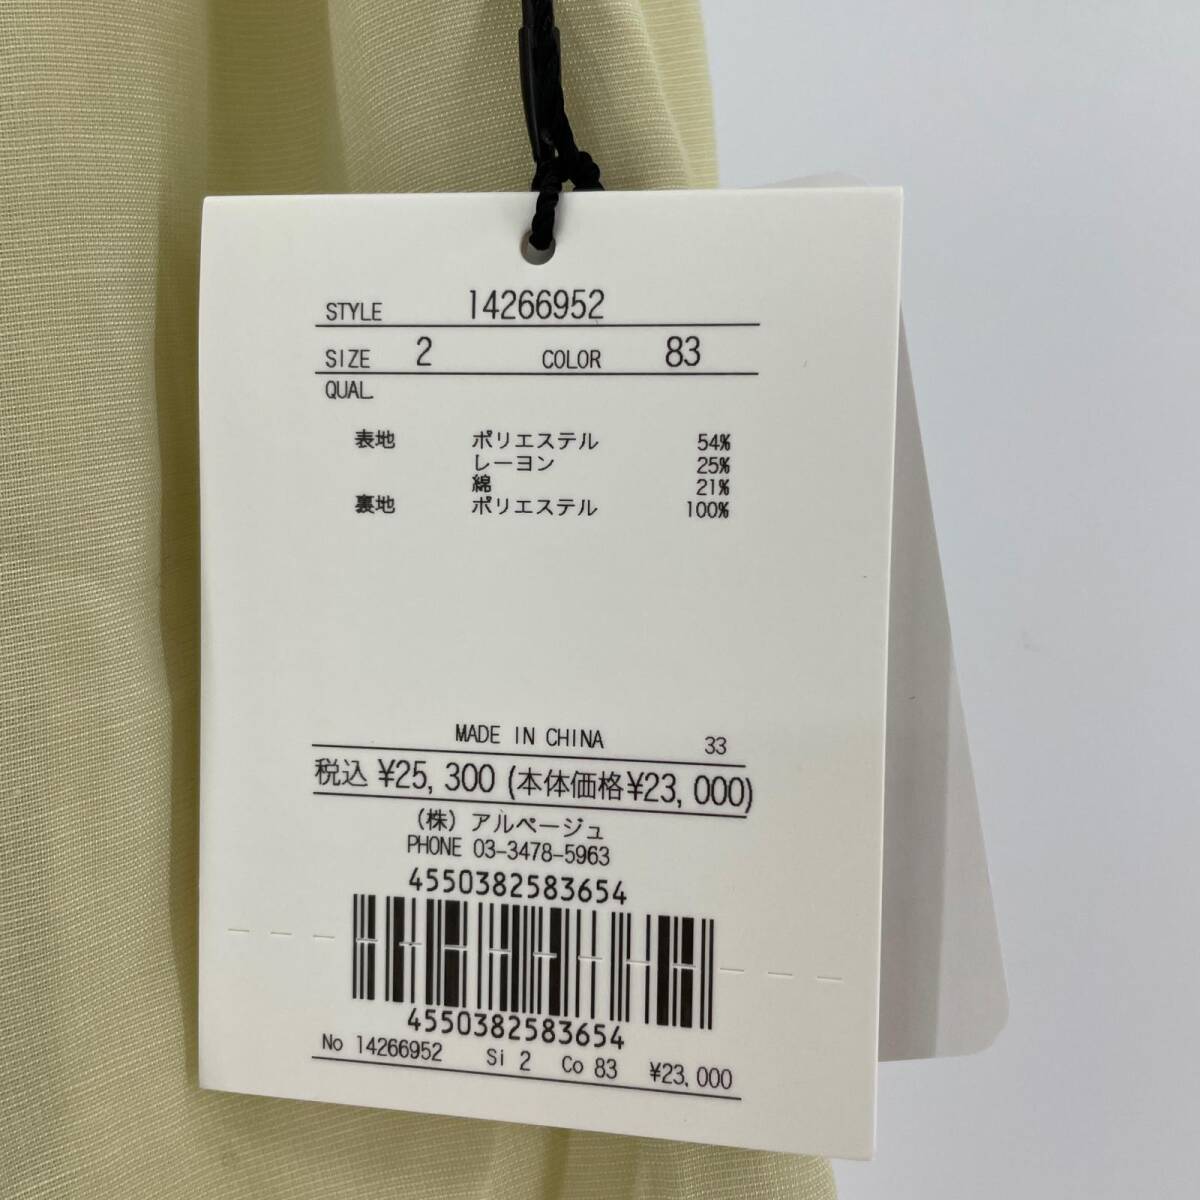 STYLE 14266952
SIZE 2 COLOR 83
QUAL.
表地 ポリエステル 54%
レーヨン 25%
綿 21%
裏地 ポリエステル 100%
MADE IN CHINA 33
税込 ¥25,300 (本体価格¥23,000)
(株) アルページュ
PHONE 03-3478-5963
4550382583654
4550382583654
No 14266952 Si 2 Co 83 ¥23,000